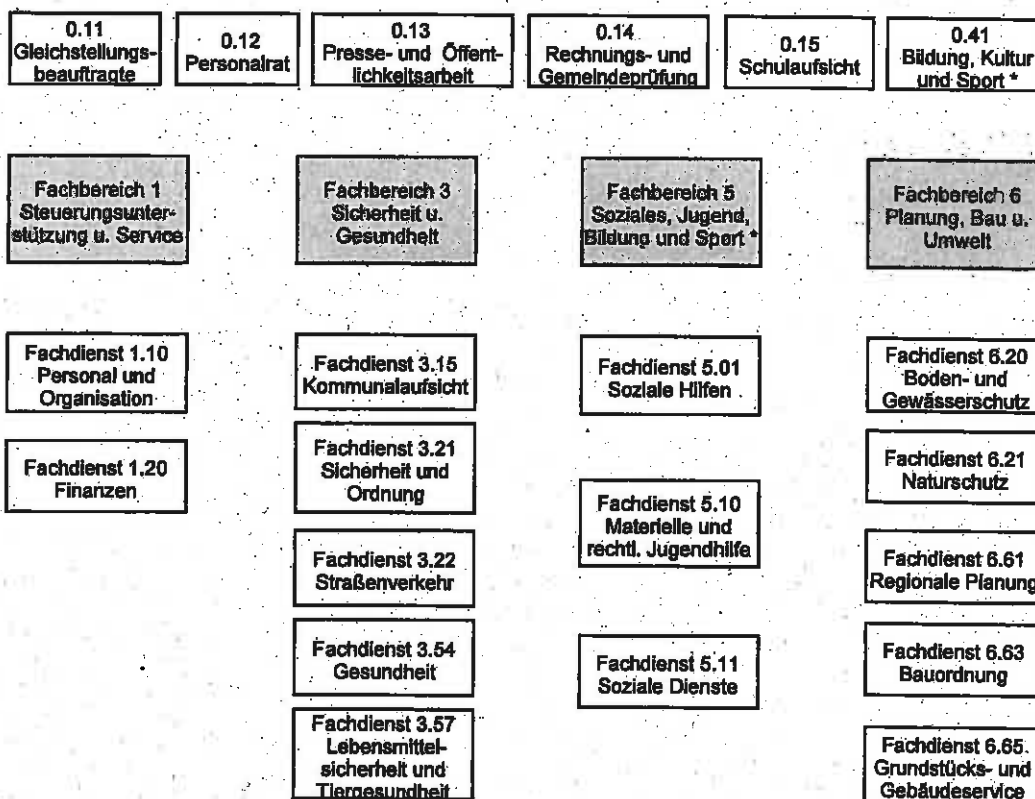 0.11
Gleichstellungs-
beauftragte
0.12
Personalrat
0.13
Presse- und Öffent-
lichkeitsarbeit
0.14
Rechnungs- und
Gemeindeprüfung
0.15
Schulaufsicht
0.41
Bildung, Kultur
und Sport *
Fachbereich 1
Steuerungsunter-
stützung u. Service
Fachbereich 3
Sicherheit u.
Gesundheit
Fachbereich 5
Soziales, Jugend,
Bildung und Sport *
Fachbereich 6
Planung, Bau u.
Umwelt
Fachdienst 1.10
Personal und
Organisation
Fachdienst 1.20
Finanzen
Fachdienst 3.15
Kommunalaufsicht
Fachdienst 3.21
Sicherheit und
Ordnung
Fachdienst 3.22
Straßenverkehr
Fachdienst 3.54
Gesundheit
Fachdienst 3.57
Lebensmittel-
sicherheit und
Tiergesundheit
Fachdienst 5.01
Soziale Hilfen
Fachdienst 5.10
Materielle und
rechtl. Jugendhilfe
Fachdienst 5.11
Soziale Dienste
Fachdienst 6.20
Boden- und
Gewässerschutz
Fachdienst 6.21
Naturschutz
Fachdienst 6.61
Regionale Planung
Fachdienst 6.63
Bauordnung
Fachdienst 6.65
Grundstücks- und
Gebäudeservice